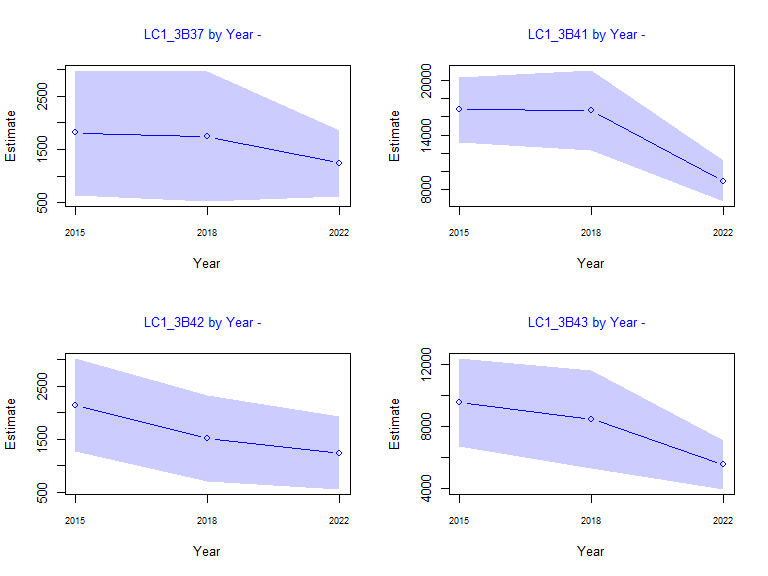 LC1_3B37 by Year -
Estimate
2500
1500
500
2015
2018
2022
Year
LC1_3B41 by Year -
Estimate
20000
14000
8000
2015
2018
2022
Year
LC1_3B42 by Year -
Estimate
2500
1500
500
2015
2018
2022
Year
LC1_3B43 by Year -
Estimate
12000
8000
4000
2015
2018
2022
Year